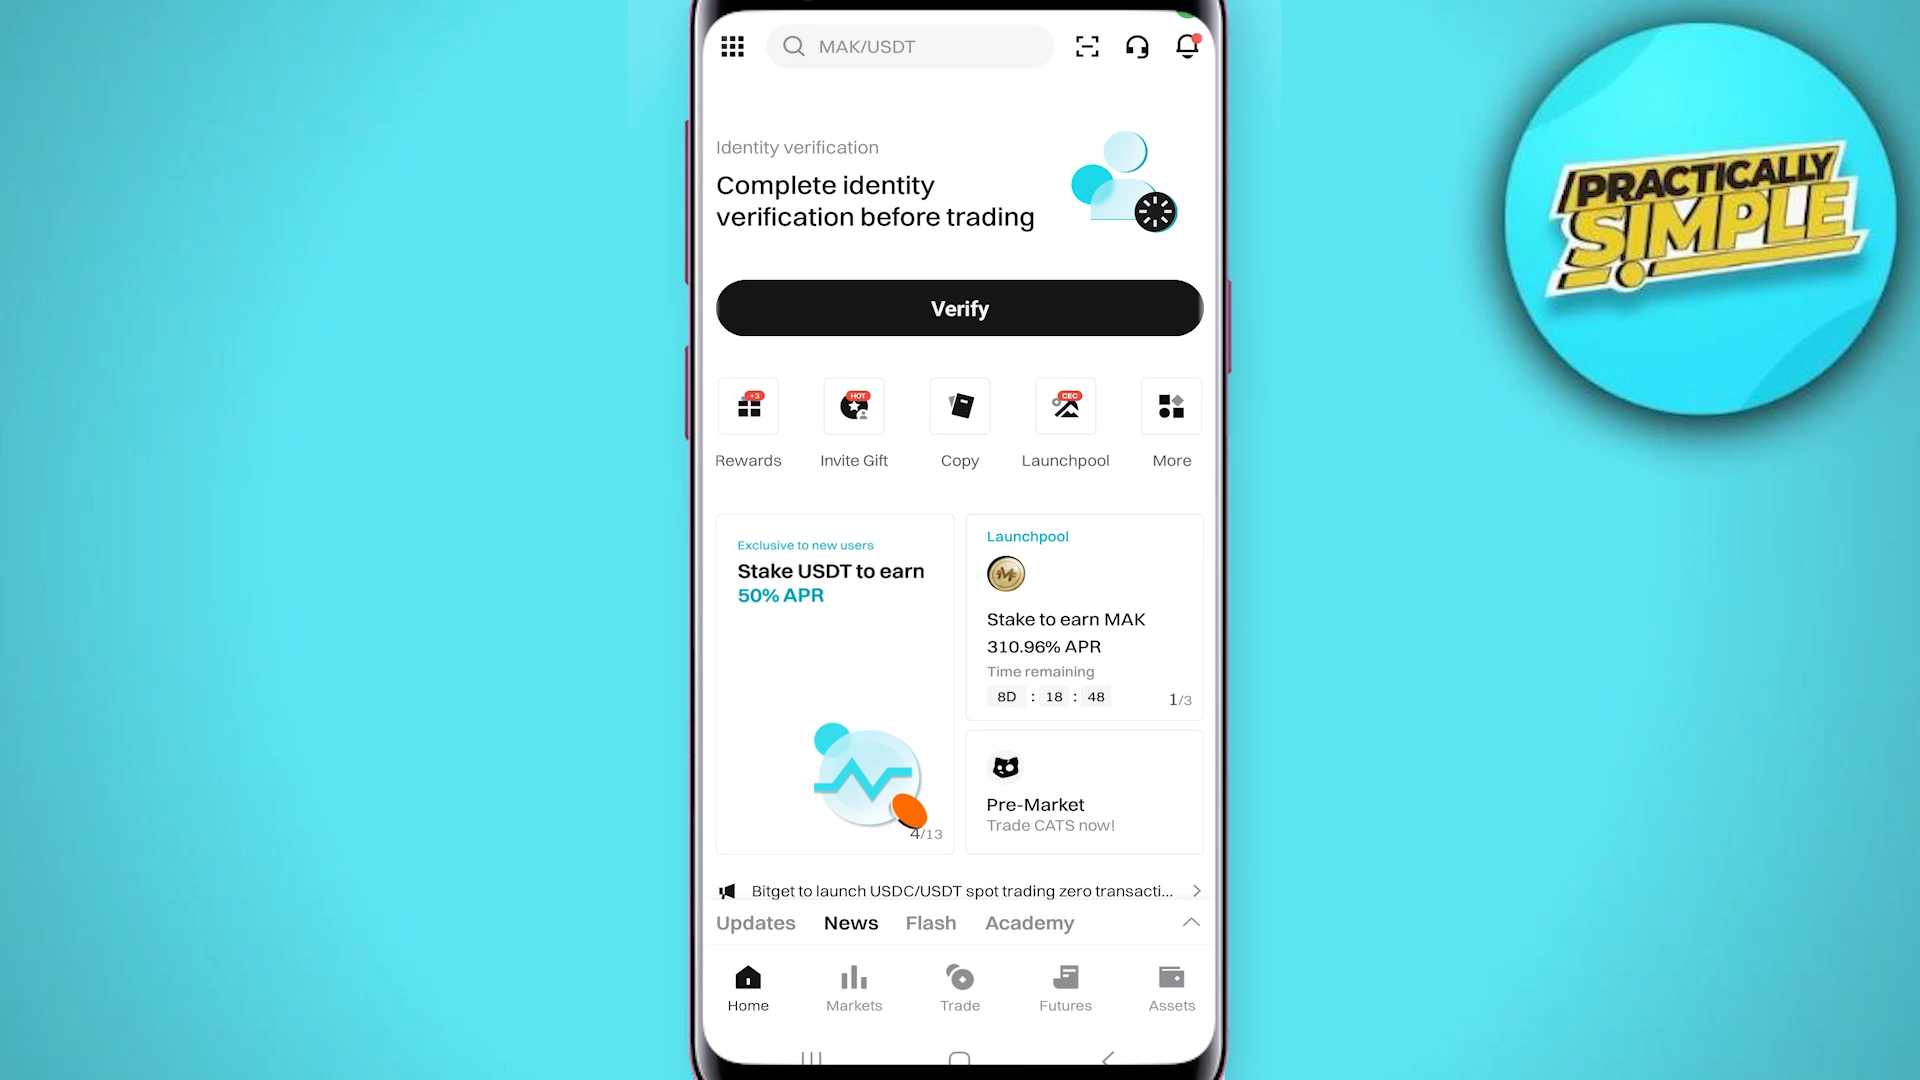 MAK/USDT
Identity verification
Complete identity
verification before trading
Verify
+3
HOT
CEC
Rewards
Invite Gift
Copy
Launchpool
More
Exclusive to new users
Stake USDT to earn
50% APR
4/13
Launchpool
Stake to earn MAK
310.96% APR
Time remaining
8D : 18 : 48
1/3
Pre-Market
Trade CATS now!
Bitget to launch USDC/USDT spot trading zero transacti...
Updates
News
Flash
Academy
Home
Markets
Trade
Futures
Assets
PRACTICALLY
SIMPLE